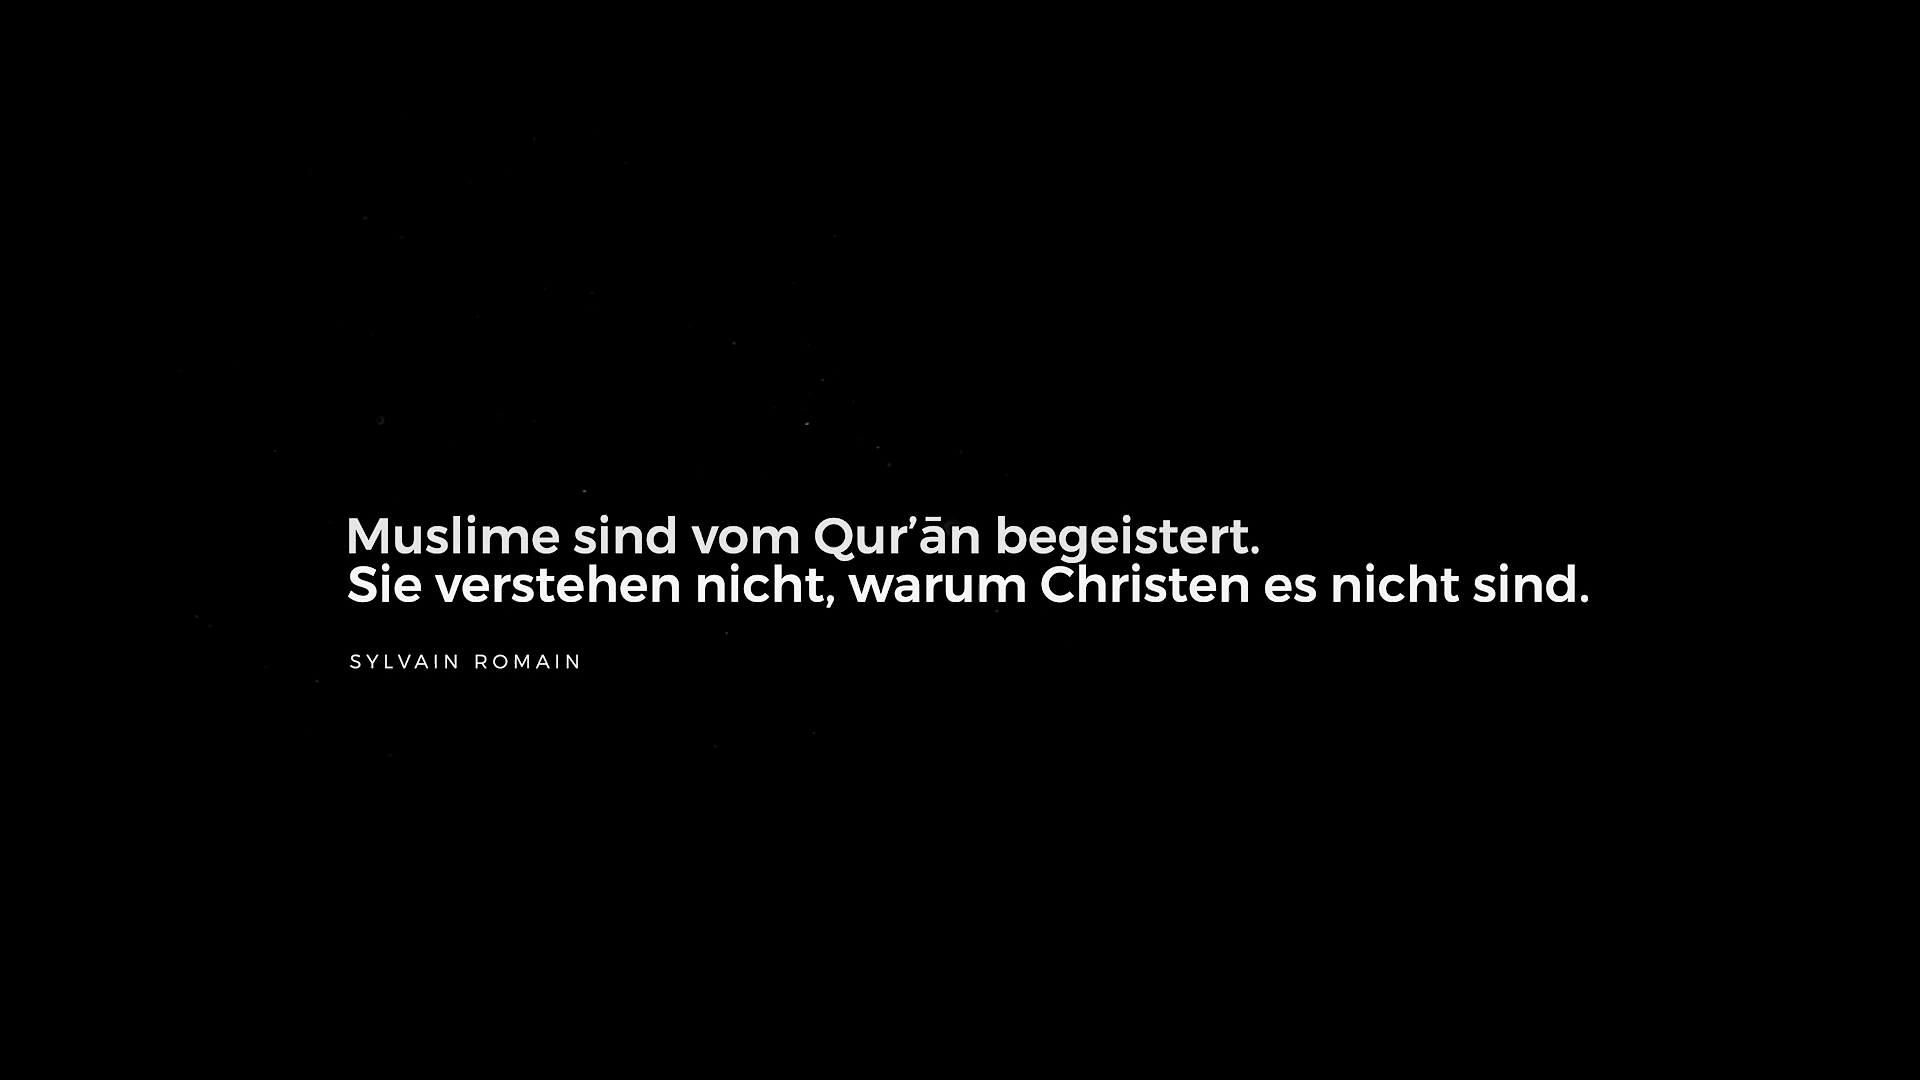 Muslime sind vom Qur’ān begeistert.
Sie verstehen nicht, warum Christen es nicht sind.
SYLVAIN ROMAIN